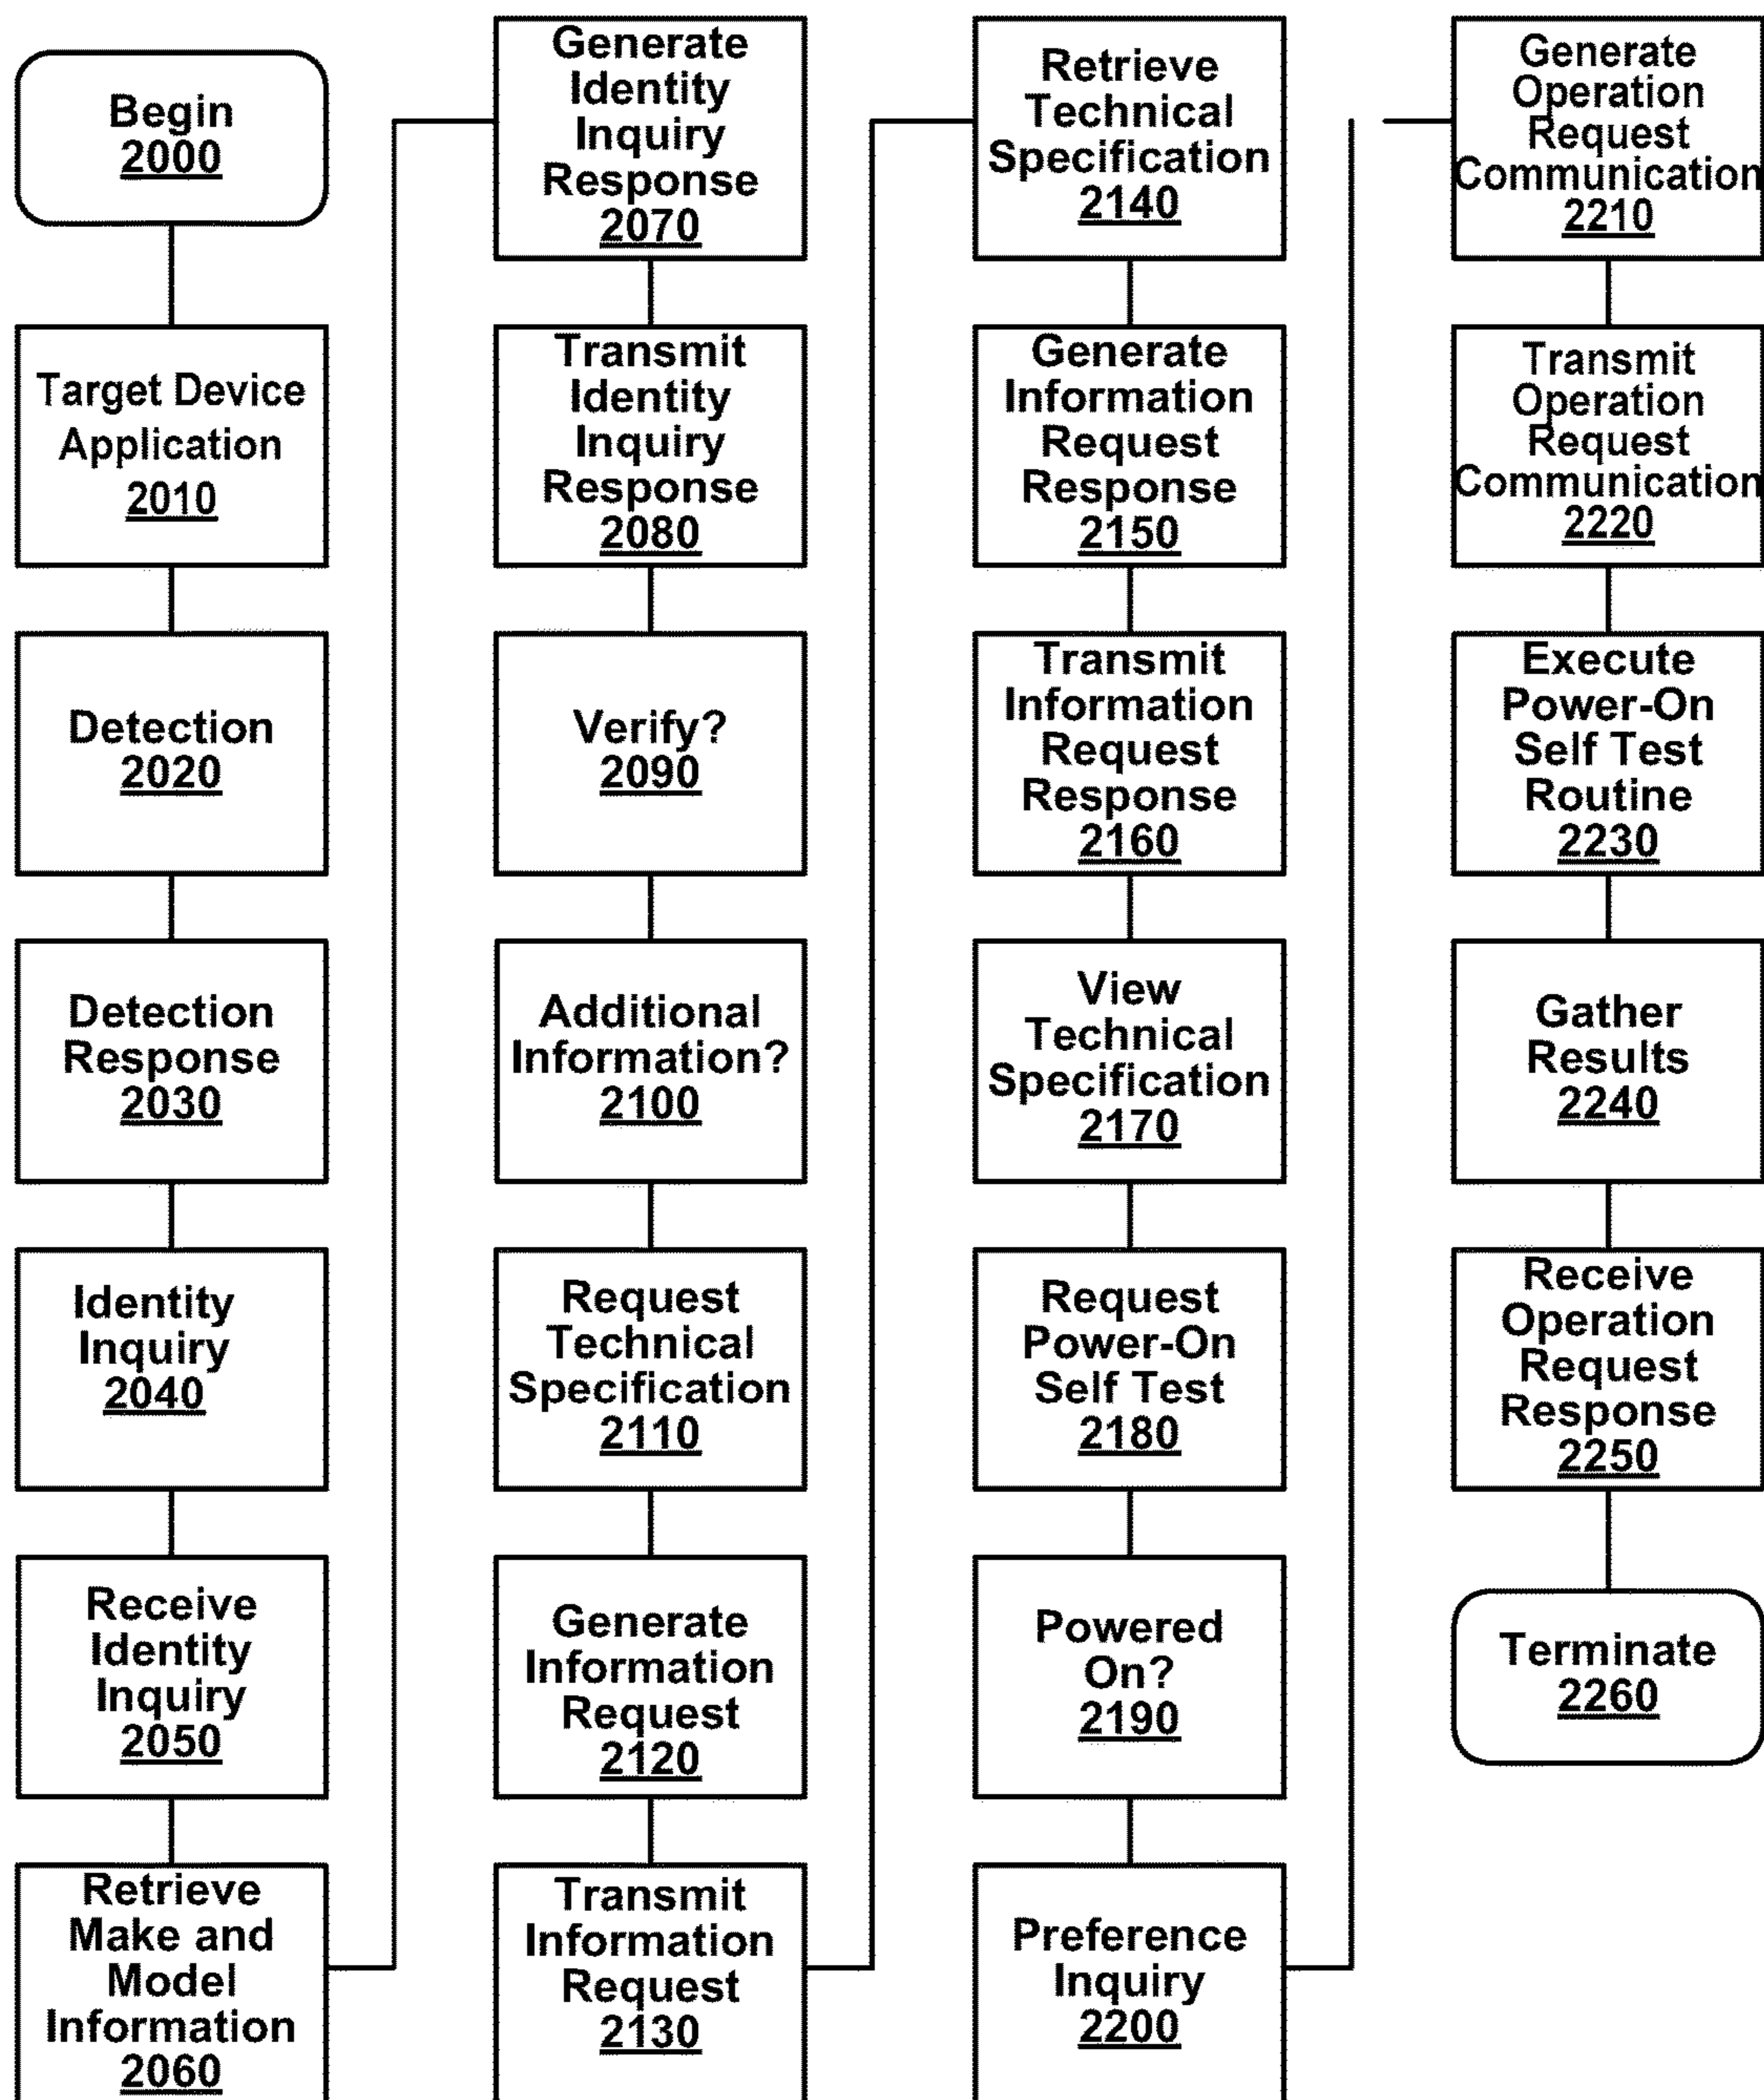 Begin
2000
Target Device
Application
2010
Detection
2020
Detection
Response
2030
Identity
Inquiry
2040
Receive
Identity
Inquiry
2050
Retrieve
Make and
Model
Information
2060
Generate
Identity
Inquiry
Response
2070
Transmit
Identity
Inquiry
Response
2080
Verify?
2090
Additional
Information?
2100
Request
Technical
Specification
2110
Generate
Information
Request
2120
Transmit
Information
Request
2130
Retrieve
Technical
Specification
2140
Generate
Information
Request
Response
2150
Transmit
Information
Request
Response
2160
View
Technical
Specification
2170
Request
Power-On
Self Test
2180
Powered
On?
2190
Preference
Inquiry
2200
Generate
Operation
Request
Communication
2210
Transmit
Operation
Request
Communication
2220
Execute
Power-On
Self Test
Routine
2230
Gather
Results
2240
Receive
Operation
Request
Response
2250
Terminate
2260